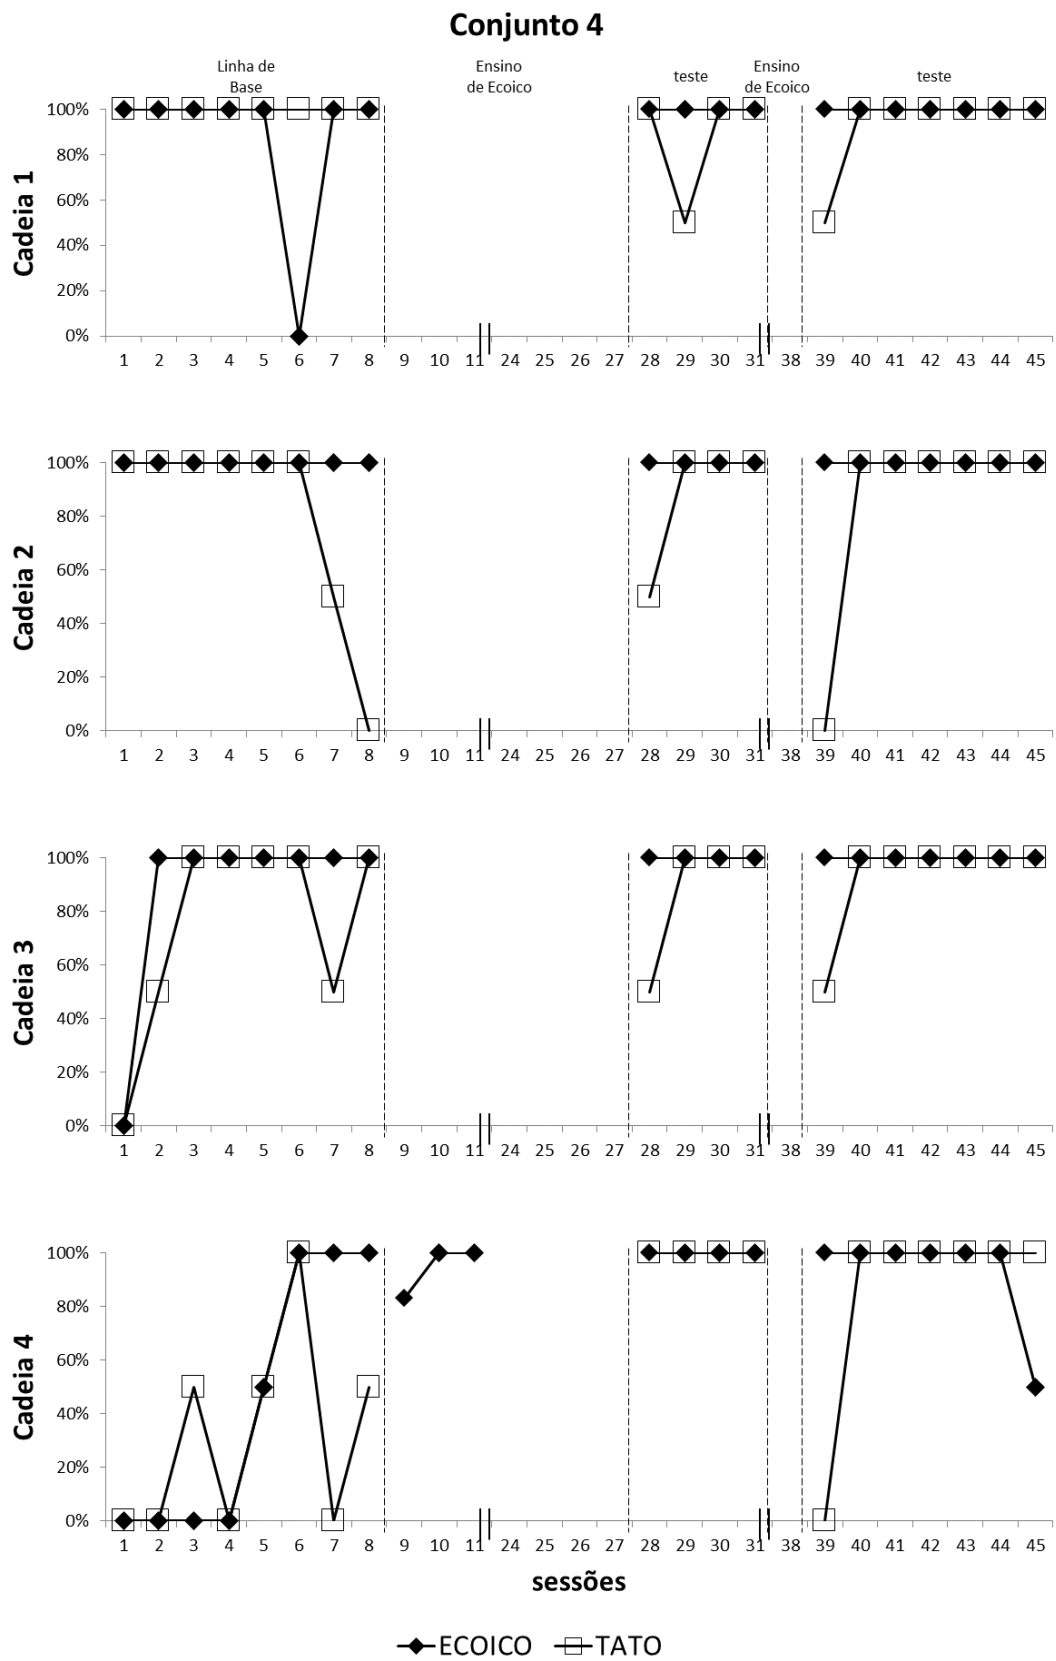 Conjunto 4
Linha de
Base
Ensino
de Ecoico
teste
Ensino
de Ecoico
teste
Cadeia 1
100%
80%
60%
40%
20%
0%
1 2 3 4 5 6 7 8 9 10 11 24 25 26 27 28 29 30 31 38 39 40 41 42 43 44 45
Cadeia 2
100%
80%
60%
40%
20%
0%
1 2 3 4 5 6 7 8 9 10 11 24 25 26 27 28 29 30 31 38 39 40 41 42 43 44 45
Cadeia 3
100%
80%
60%
40%
20%
0%
1 2 3 4 5 6 7 8 9 10 11 24 25 26 27 28 29 30 31 38 39 40 41 42 43 44 45
Cadeia 4
100%
80%
60%
40%
20%
0%
1 2 3 4 5 6 7 8 9 10 11 24 25 26 27 28 29 30 31 38 39 40 41 42 43 44 45
sessões
ECOICO TATO